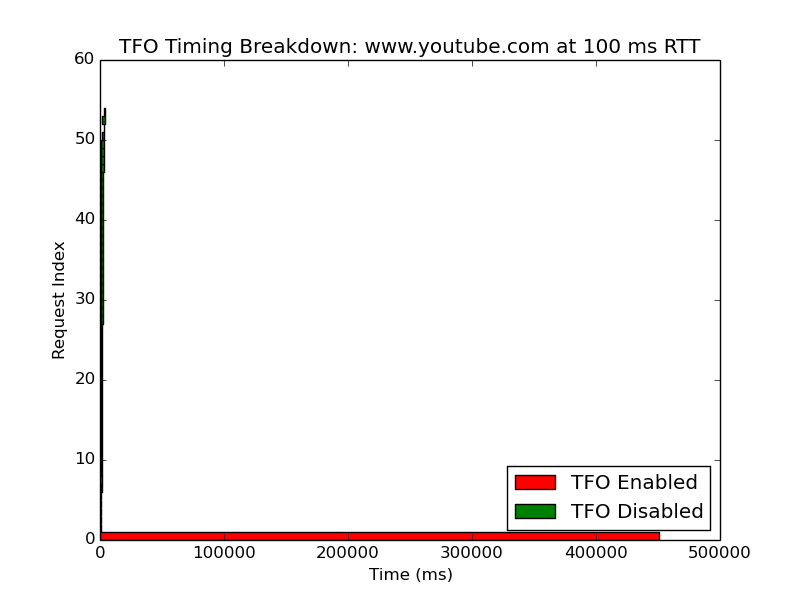 TFO Timing Breakdown: www.youtube.com at 100 ms RTT
60
50
40
30
20
10
0
Request Index
TFO Enabled
TFO Disabled
0 100000 200000 300000 400000 500000
Time (ms)